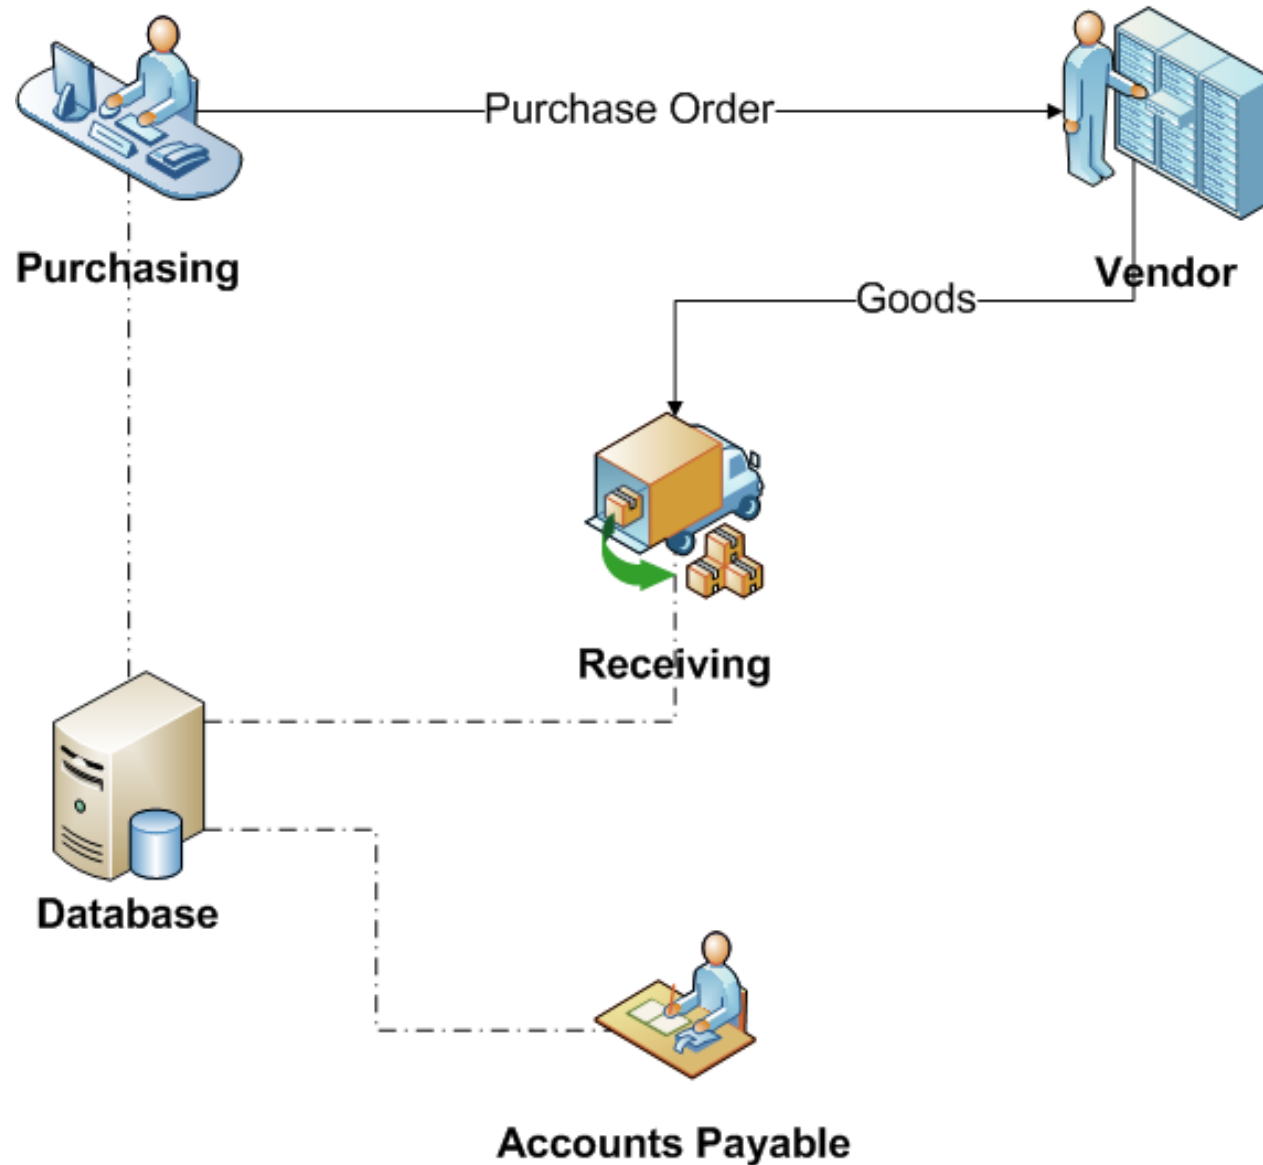 Purchase Order
Purchasing
Vendor
Goods
Receiving
Database
Accounts Payable